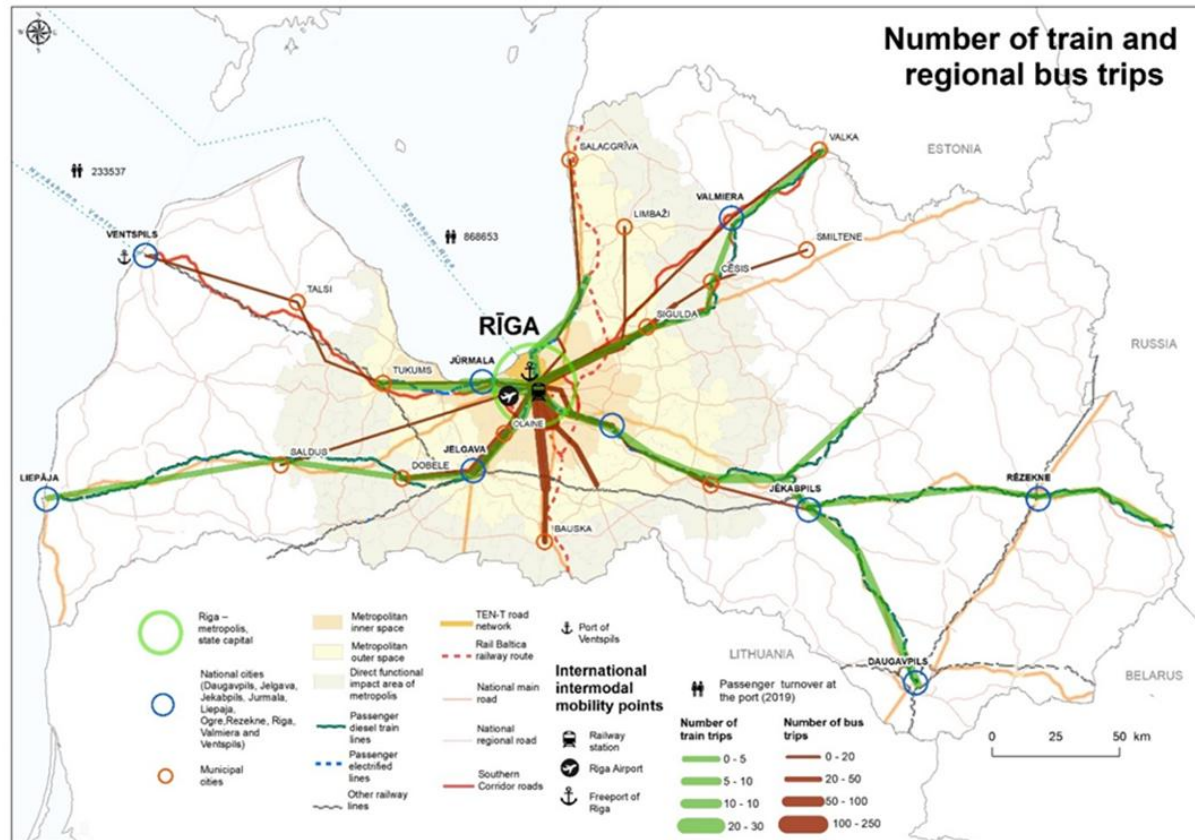 Number of train and
regional bus trips
VALKA
ESTONIA
SALACGRĪVA
233537
VALMIERA
LIMBAŽI
VENTSPILS
868653
SMILTENE
Stockholm Riga
CĒSIS
TALSI
SIGULDA
RĪGA
RUSSIA
JŪRMALA
TUKUMS
OLAINE
SALDUS
JELGAVA
LIEPĀJA
DOBELE
JĒKABPILS
RĒZEKNE
BAUSKA
LITHUANIA
DAUGAVPILS
BELARUS
Riga –
metropolis,
state capital
National cities
(Daugavpils, Jelgava,
Jekabpils, Jurmala,
Liepaja,
Ogre,Rezekne, Riga,
Valmiera and
Ventspils)
Municipal
cities
Metropolitan
inner space
Metropolitan
outer space
Direct functional
impact area of
metropolis
Passenger
diesel train
lines
Passenger
electrified
lines
Other railway
lines
TEN-T road
network
Rail Baltica
railway route
National main
road
National
regional road
Southern
Corridor roads
Port of
Ventspils
International
intermodal
mobility points
Railway
station
Riga Airport
Freeport of
Riga
Passenger turnover at
the port (2019)
Number of
train trips
0 - 5
5 - 10
10 - 10
20 - 30
Number of bus
trips
0 - 20
20 - 50
50 - 100
100 - 250
0 25 50 km